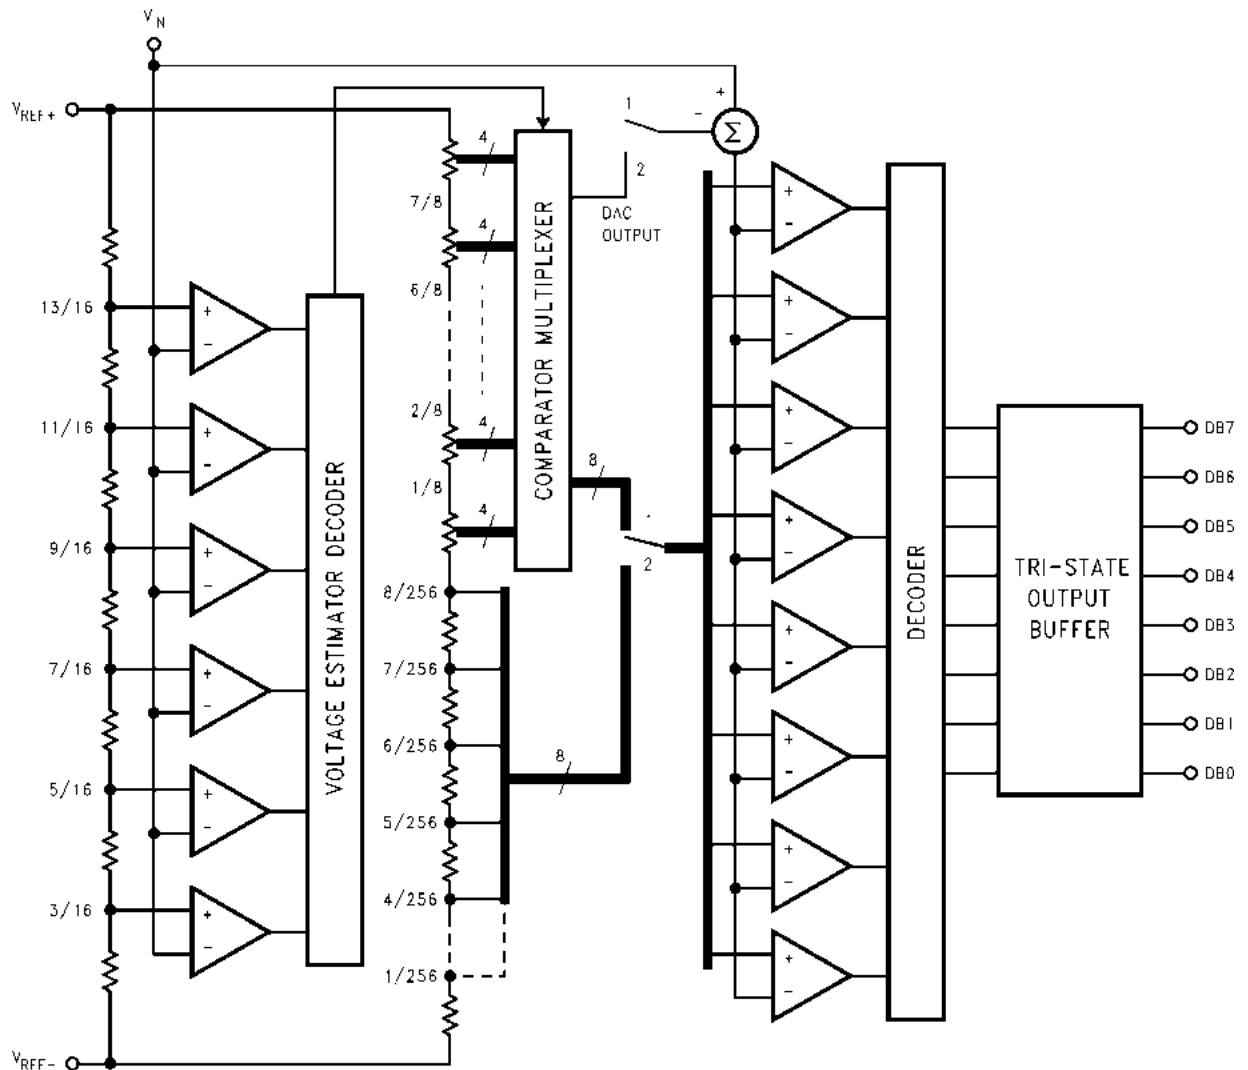 V_N
V_REF+
13/16
11/16
9/16
7/16
5/16
3/16
V_REF-
+
-
+
-
+
-
+
-
+
-
+
-
VOLTAGE ESTIMATOR DECODER
7/8
6/8
2/8
1/8
8/256
7/256
6/256
5/256
4/256
1/256
4
4
4
4
COMPARATOR MULTIPLEXER
1
2
DAC
OUTPUT
8
2
8
+
-
Σ
+
-
+
-
+
-
+
-
+
-
+
-
+
-
+
-
DECODER
TRI-STATE
OUTPUT
BUFFER
DB7
DB6
DB5
DB4
DB3
DB2
DB1
DB0